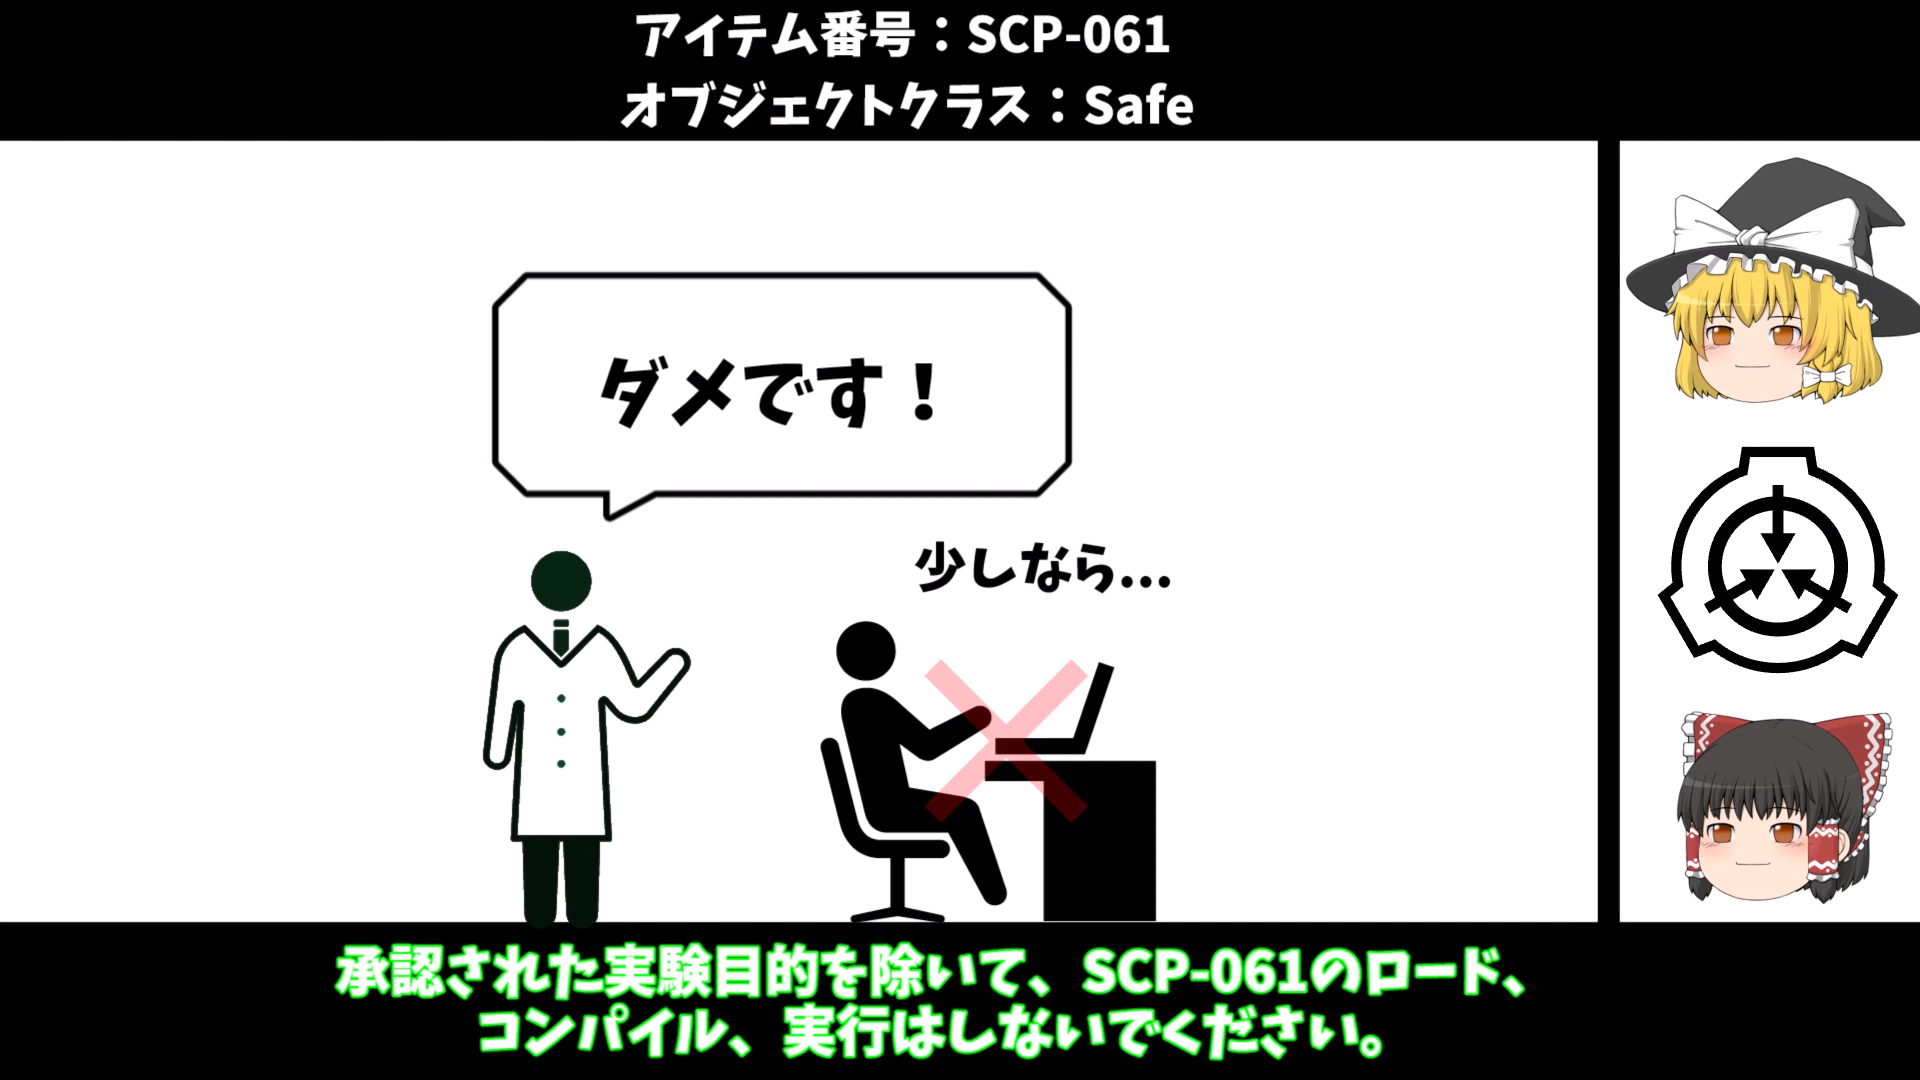 アイテム番号：SCP-061
オブジェクトクラス：Safe
ダメです！
少しなら...
承認された実験目的を除いて、SCP-061のロード、
コンパイル、実行はしないでください。